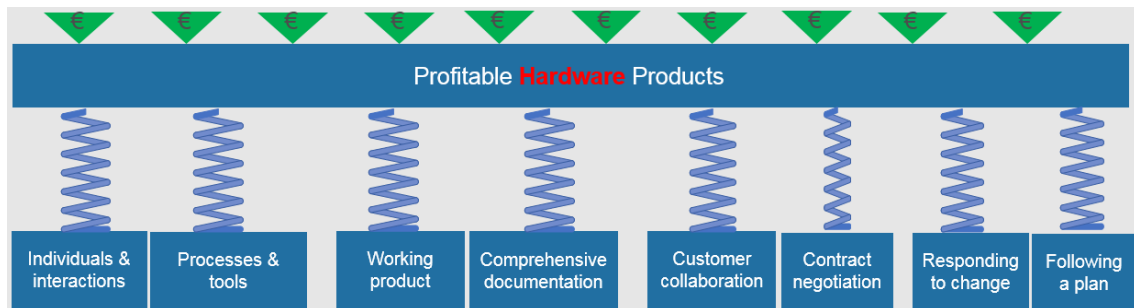 € € € € € € € € € €
Profitable Hardware Products
Individuals &
interactions
Processes &
tools
Working
product
Comprehensive
documentation
Customer
collaboration
Contract
negotiation
Responding
to change
Following
a plan